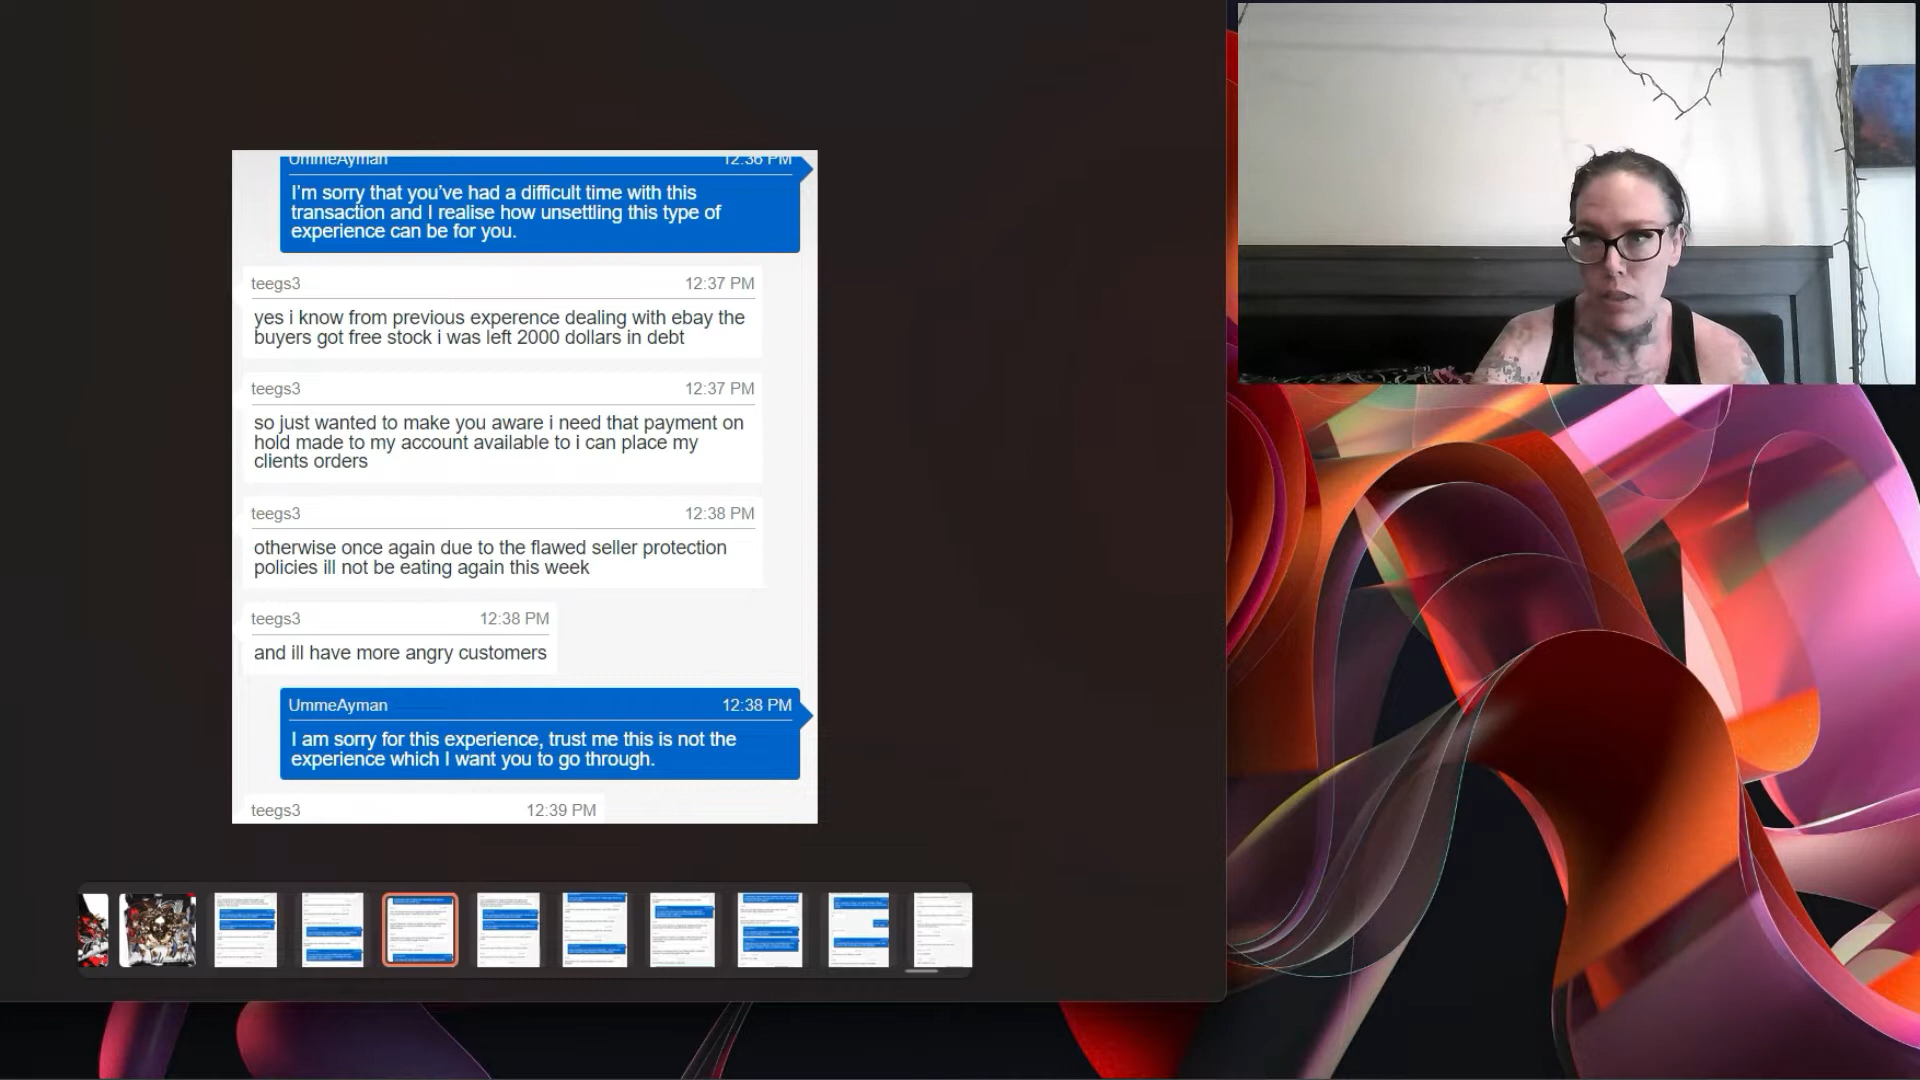 UmmeAyman 12:36 PM
I'm sorry that you've had a difficult time with this
transaction and I realise how unsettling this type of
experience can be for you.
teegs3 12:37 PM
yes i know from previous experence dealing with ebay the
buyers got free stock i was left 2000 dollars in debt
teegs3 12:37 PM
so just wanted to make you aware i need that payment on
hold made to my account available to i can place my
clients orders
teegs3 12:38 PM
otherwise once again due to the flawed seller protection
policies ill not be eating again this week
teegs3 12:38 PM
and ill have more angry customers
UmmeAyman 12:38 PM
I am sorry for this experience, trust me this is not the
experience which I want you to go through.
teegs3 12:39 PM